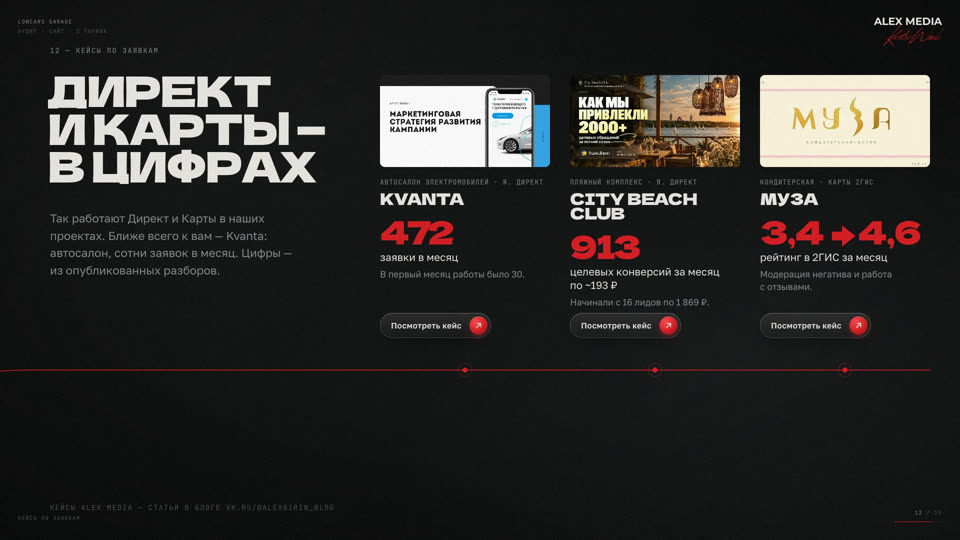 LOWCARS GARAGE
АУДИТ · САЙТ · 2 ТАРИФА
ALEX MEDIA
12 — КЕЙСЫ ПО ЗАЯВКАМ
ДИРЕКТ
И КАРТЫ —
В ЦИФРАХ
Так работают Директ и Карты в наших
проектах. Ближе всего к вам — Kvanta:
автосалон, сотни заявок в месяц. Цифры —
из опубликованных разборов.
МАРКЕТИНГОВАЯ
СТРАТЕГИЯ РАЗВИТИЯ
КАМПАНИИ
АВТОСАЛОН ЭЛЕКТРОМОБИЛЕЙ · Я. ДИРЕКТ
KVANTA
472
заявки в месяц
В первый месяц работы было 30.
Посмотреть кейс
КАК МЫ
ПРИВЛЕКЛИ
2000+
ПЛЯЖНЫЙ КОМПЛЕКС · Я. ДИРЕКТ
CITY BEACH
CLUB
913
целевых конверсий за месяц
по ~193 ₽
Начинали с 16 лидов по 1 869 ₽.
Посмотреть кейс
МУЗА
КОНДИТЕРСКАЯ · КАРТЫ 2ГИС
МУЗА
3,4 → 4,6
рейтинг в 2ГИС за месяц
Модерация негатива и работа
с отзывами.
Посмотреть кейс
КЕЙСЫ ALEX MEDIA — СТАТЬИ В БЛОГЕ VK.RU/@ALEXGIRIN_BLOG
КЕЙСЫ ПО ЗАЯВКАМ